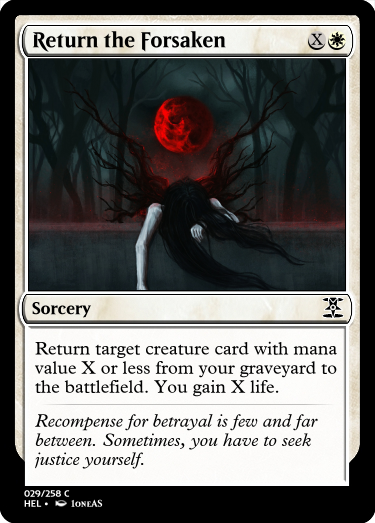 Return the Forsaken X
Sorcery
Return target creature card with mana
value X or less from your graveyard to
the battlefield. You gain X life.
Recompense for betrayal is few and far
between. Sometimes, you have to seek
justice yourself.
029/258 C
HEL • IONEAS